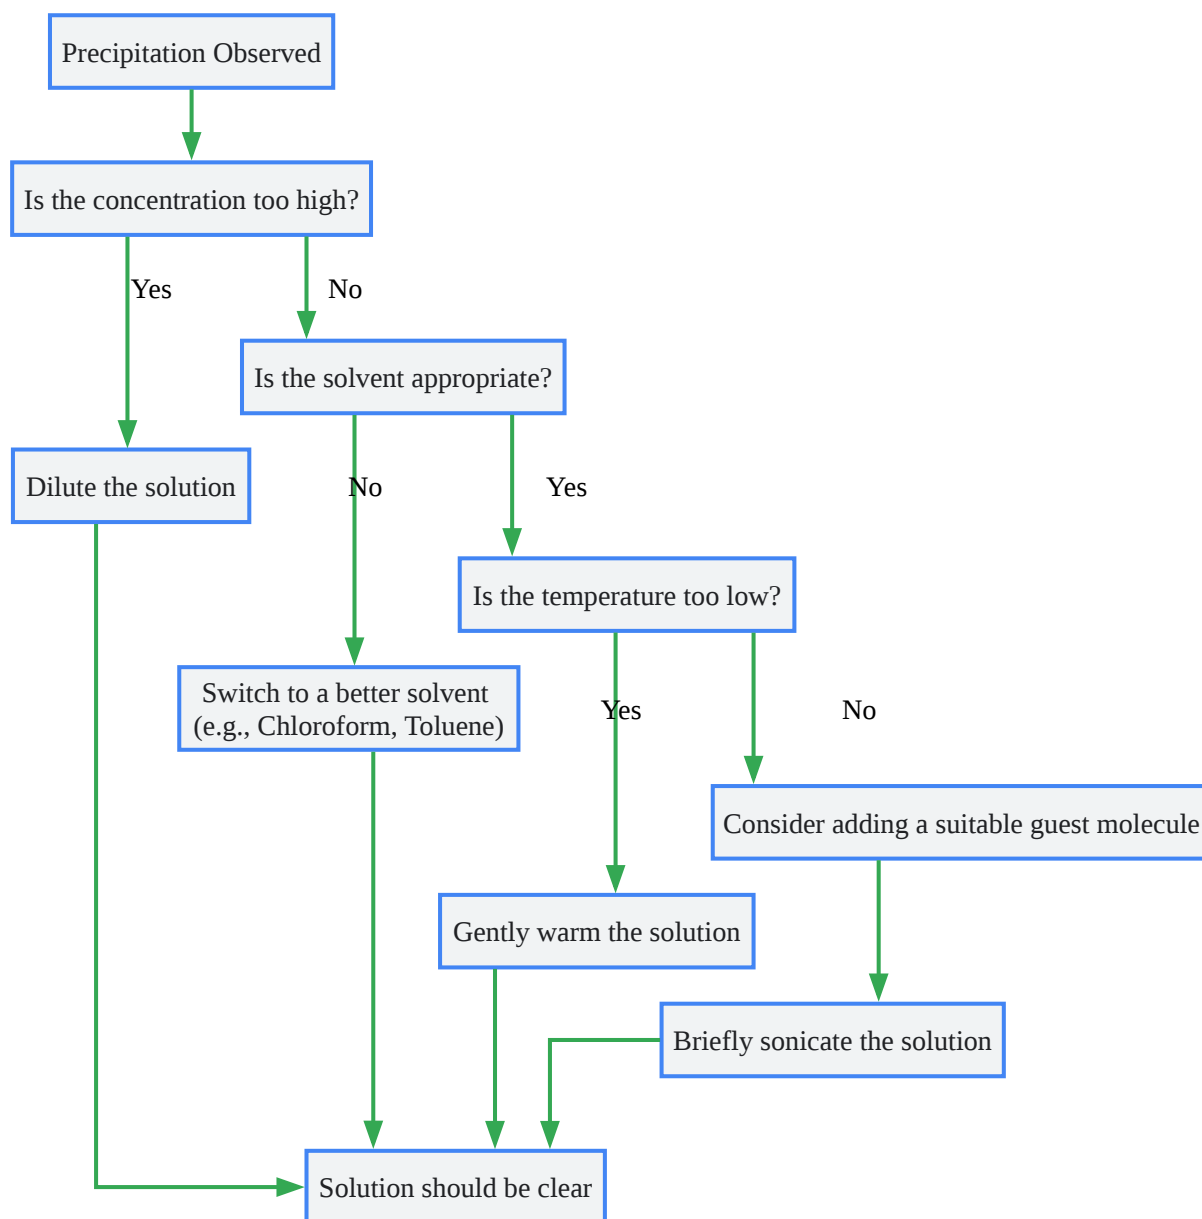 Precipitation Observed
Is the concentration too high?
Yes
No
Is the solvent appropriate?
Dilute the solution
No
Yes
Is the temperature too low?
Switch to a better solvent
(e.g., Chloroform, Toluene)
Yes
No
Consider adding a suitable guest molecule
Gently warm the solution
Briefly sonicate the solution
Solution should be clear